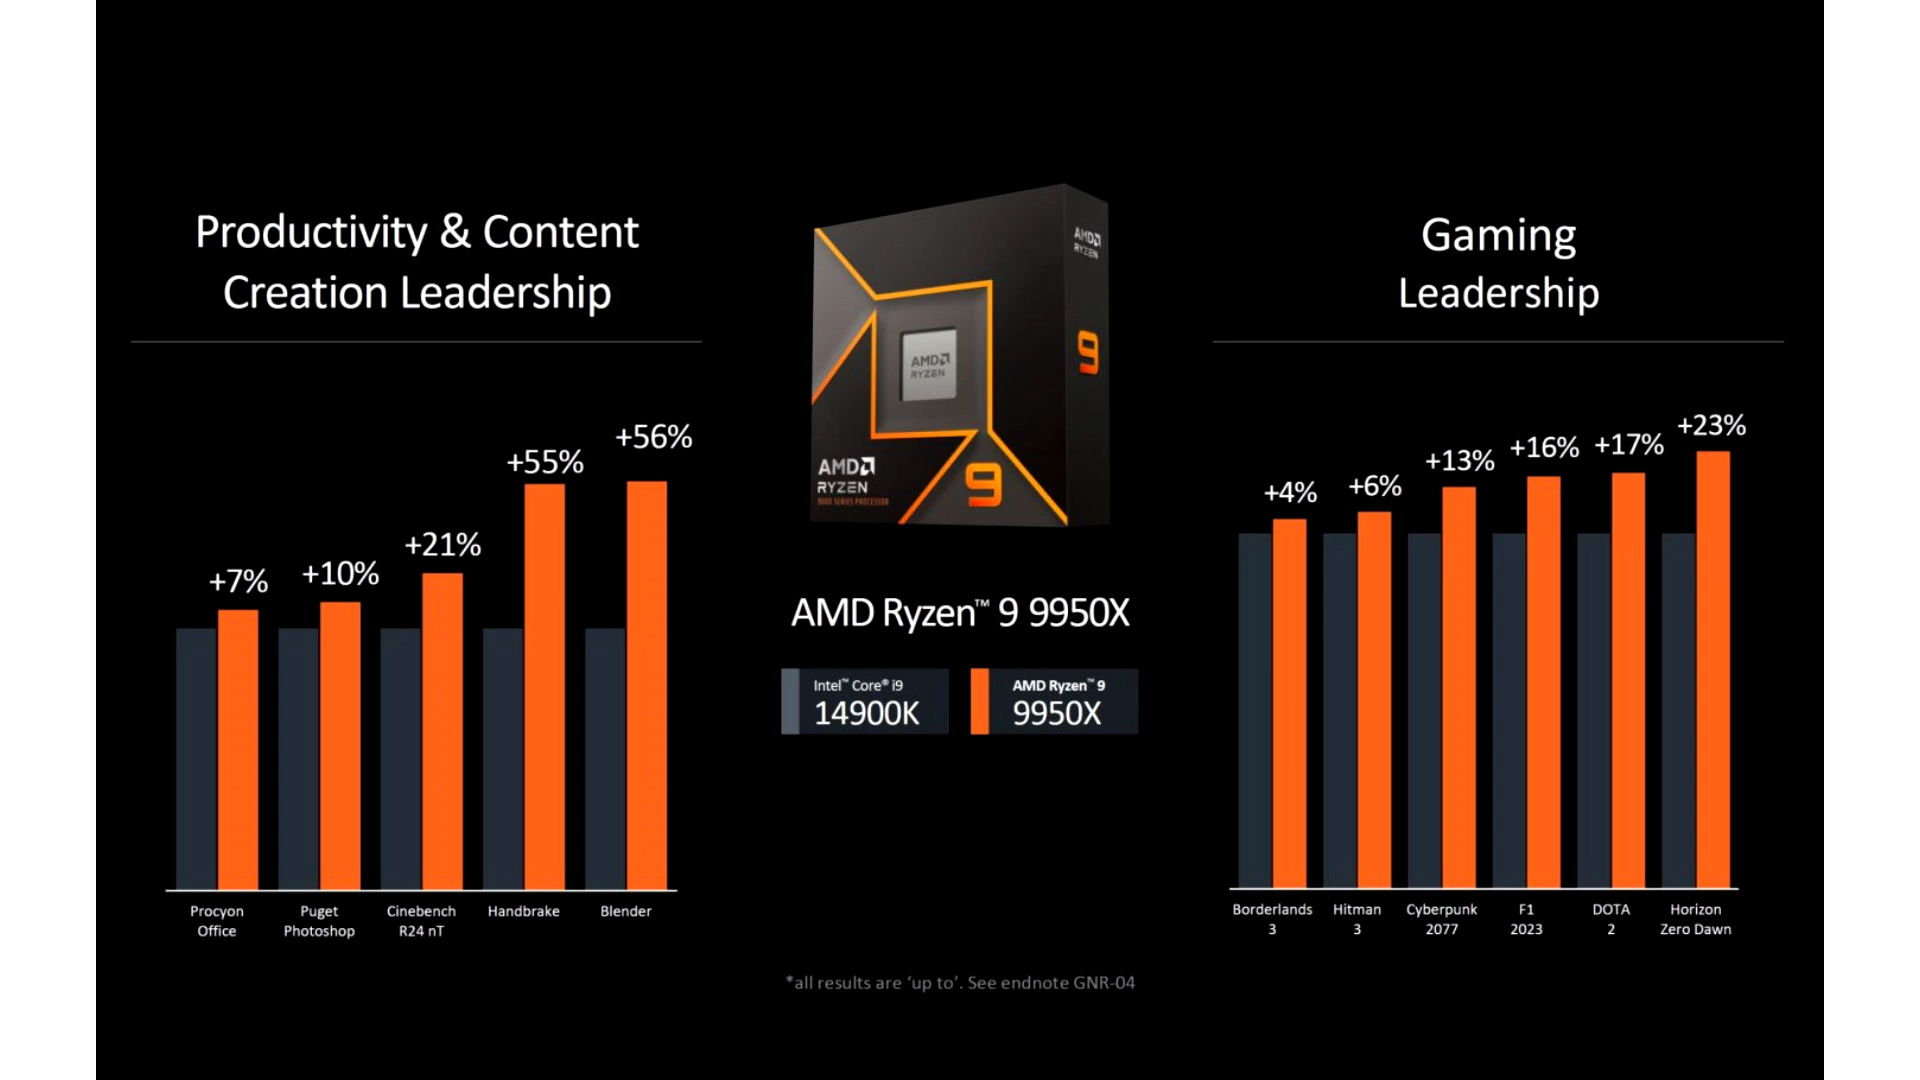 Productivity & Content
Creation Leadership
+7%
+10%
+21%
+55%
+56%
Procyon
Office
Puget
Photoshop
Cinebench
R24 nT
Handbrake
Blender
AMD
RYZEN
9
AMD
RYZEN
AMD
RYZEN
9000 SERIES PROCESSOR
9
AMD Ryzen™ 9 9950X
Intel™ Core® i9
14900K
AMD Ryzen™ 9
9950X
Gaming
Leadership
+4%
+6%
+13%
+16%
+17%
+23%
Borderlands
3
Hitman
3
Cyberpunk
2077
F1
2023
DOTA
2
Horizon
Zero Dawn
*all results are ‘up to’. See endnote GNR-04